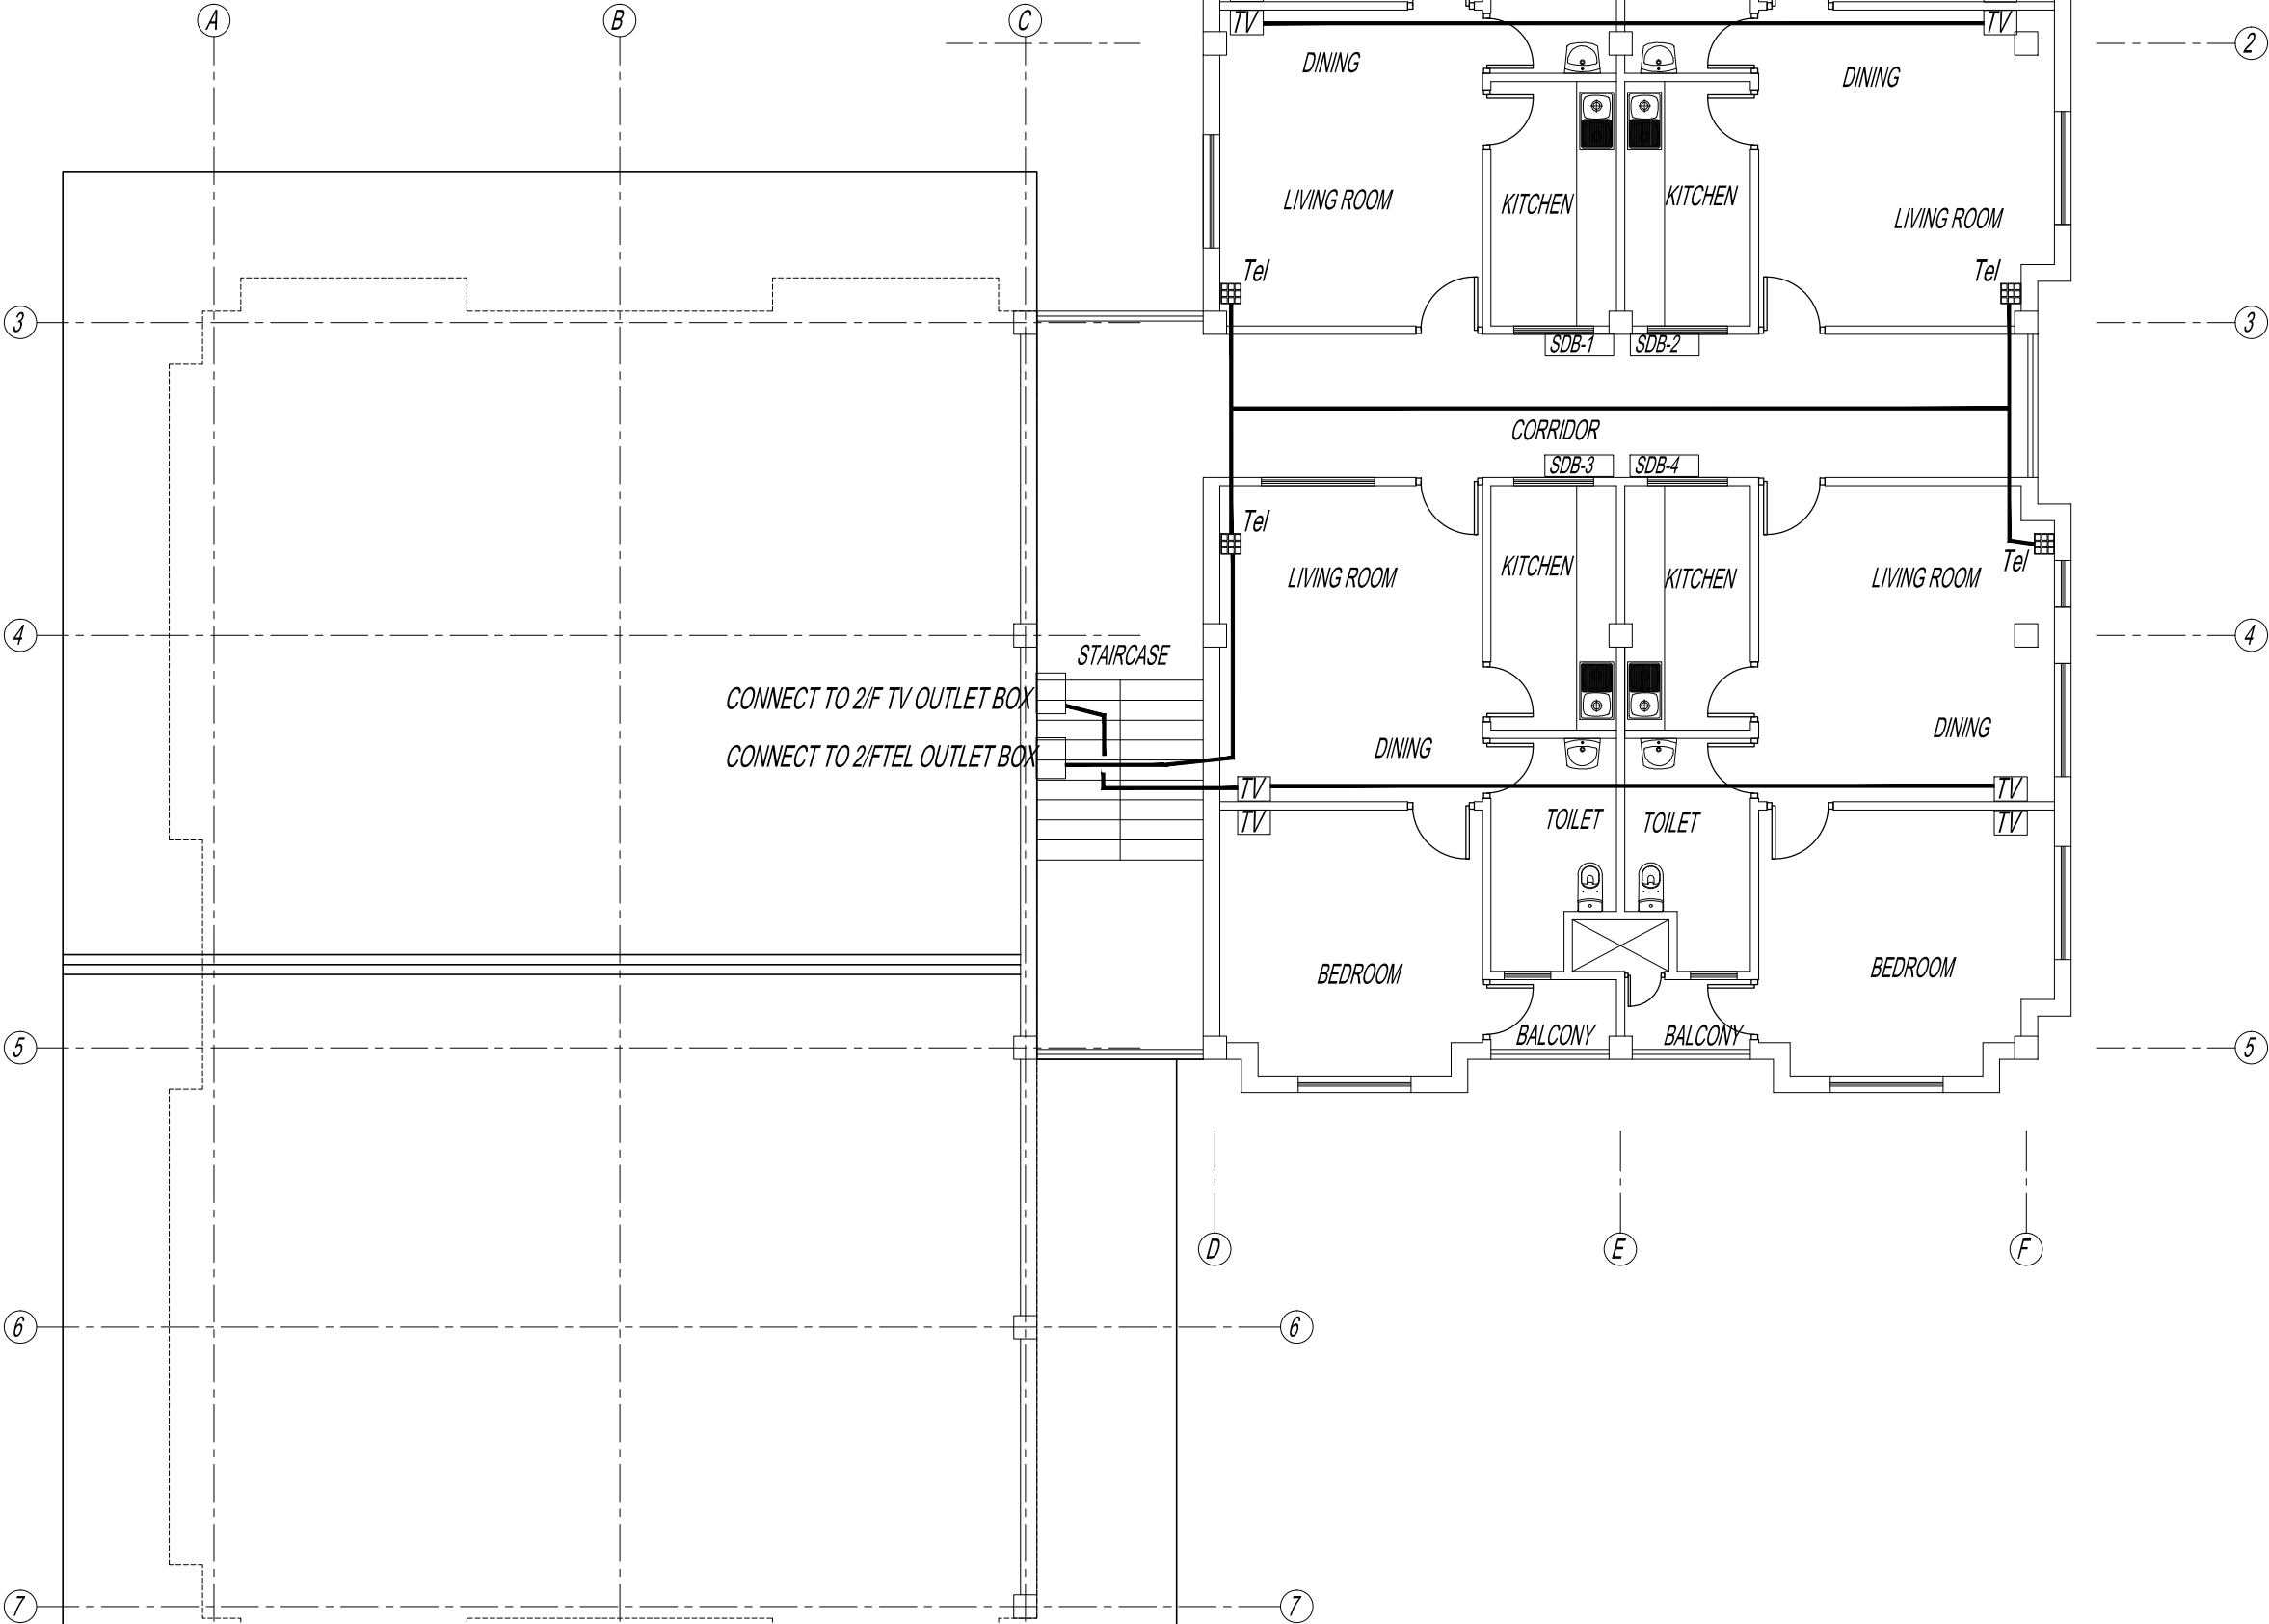 A
B
C
TV
TV
2
DINING
DINING
KITCHEN
KITCHEN
LIVING ROOM
LIVING ROOM
Tel
Tel
3
3
SDB-1
SDB-2
CORRIDOR
SDB-3
SDB-4
Tel
Tel
LIVING ROOM
KITCHEN
KITCHEN
LIVING ROOM
4
4
STAIRCASE
CONNECT TO 2/F TV OUTLET BOX
CONNECT TO 2/FTEL OUTLET BOX
DINING
DINING
TV
TV
TV
TV
TOILET
TOILET
BEDROOM
BEDROOM
BALCONY
BALCONY
5
5
D
E
F
6
6
7
7